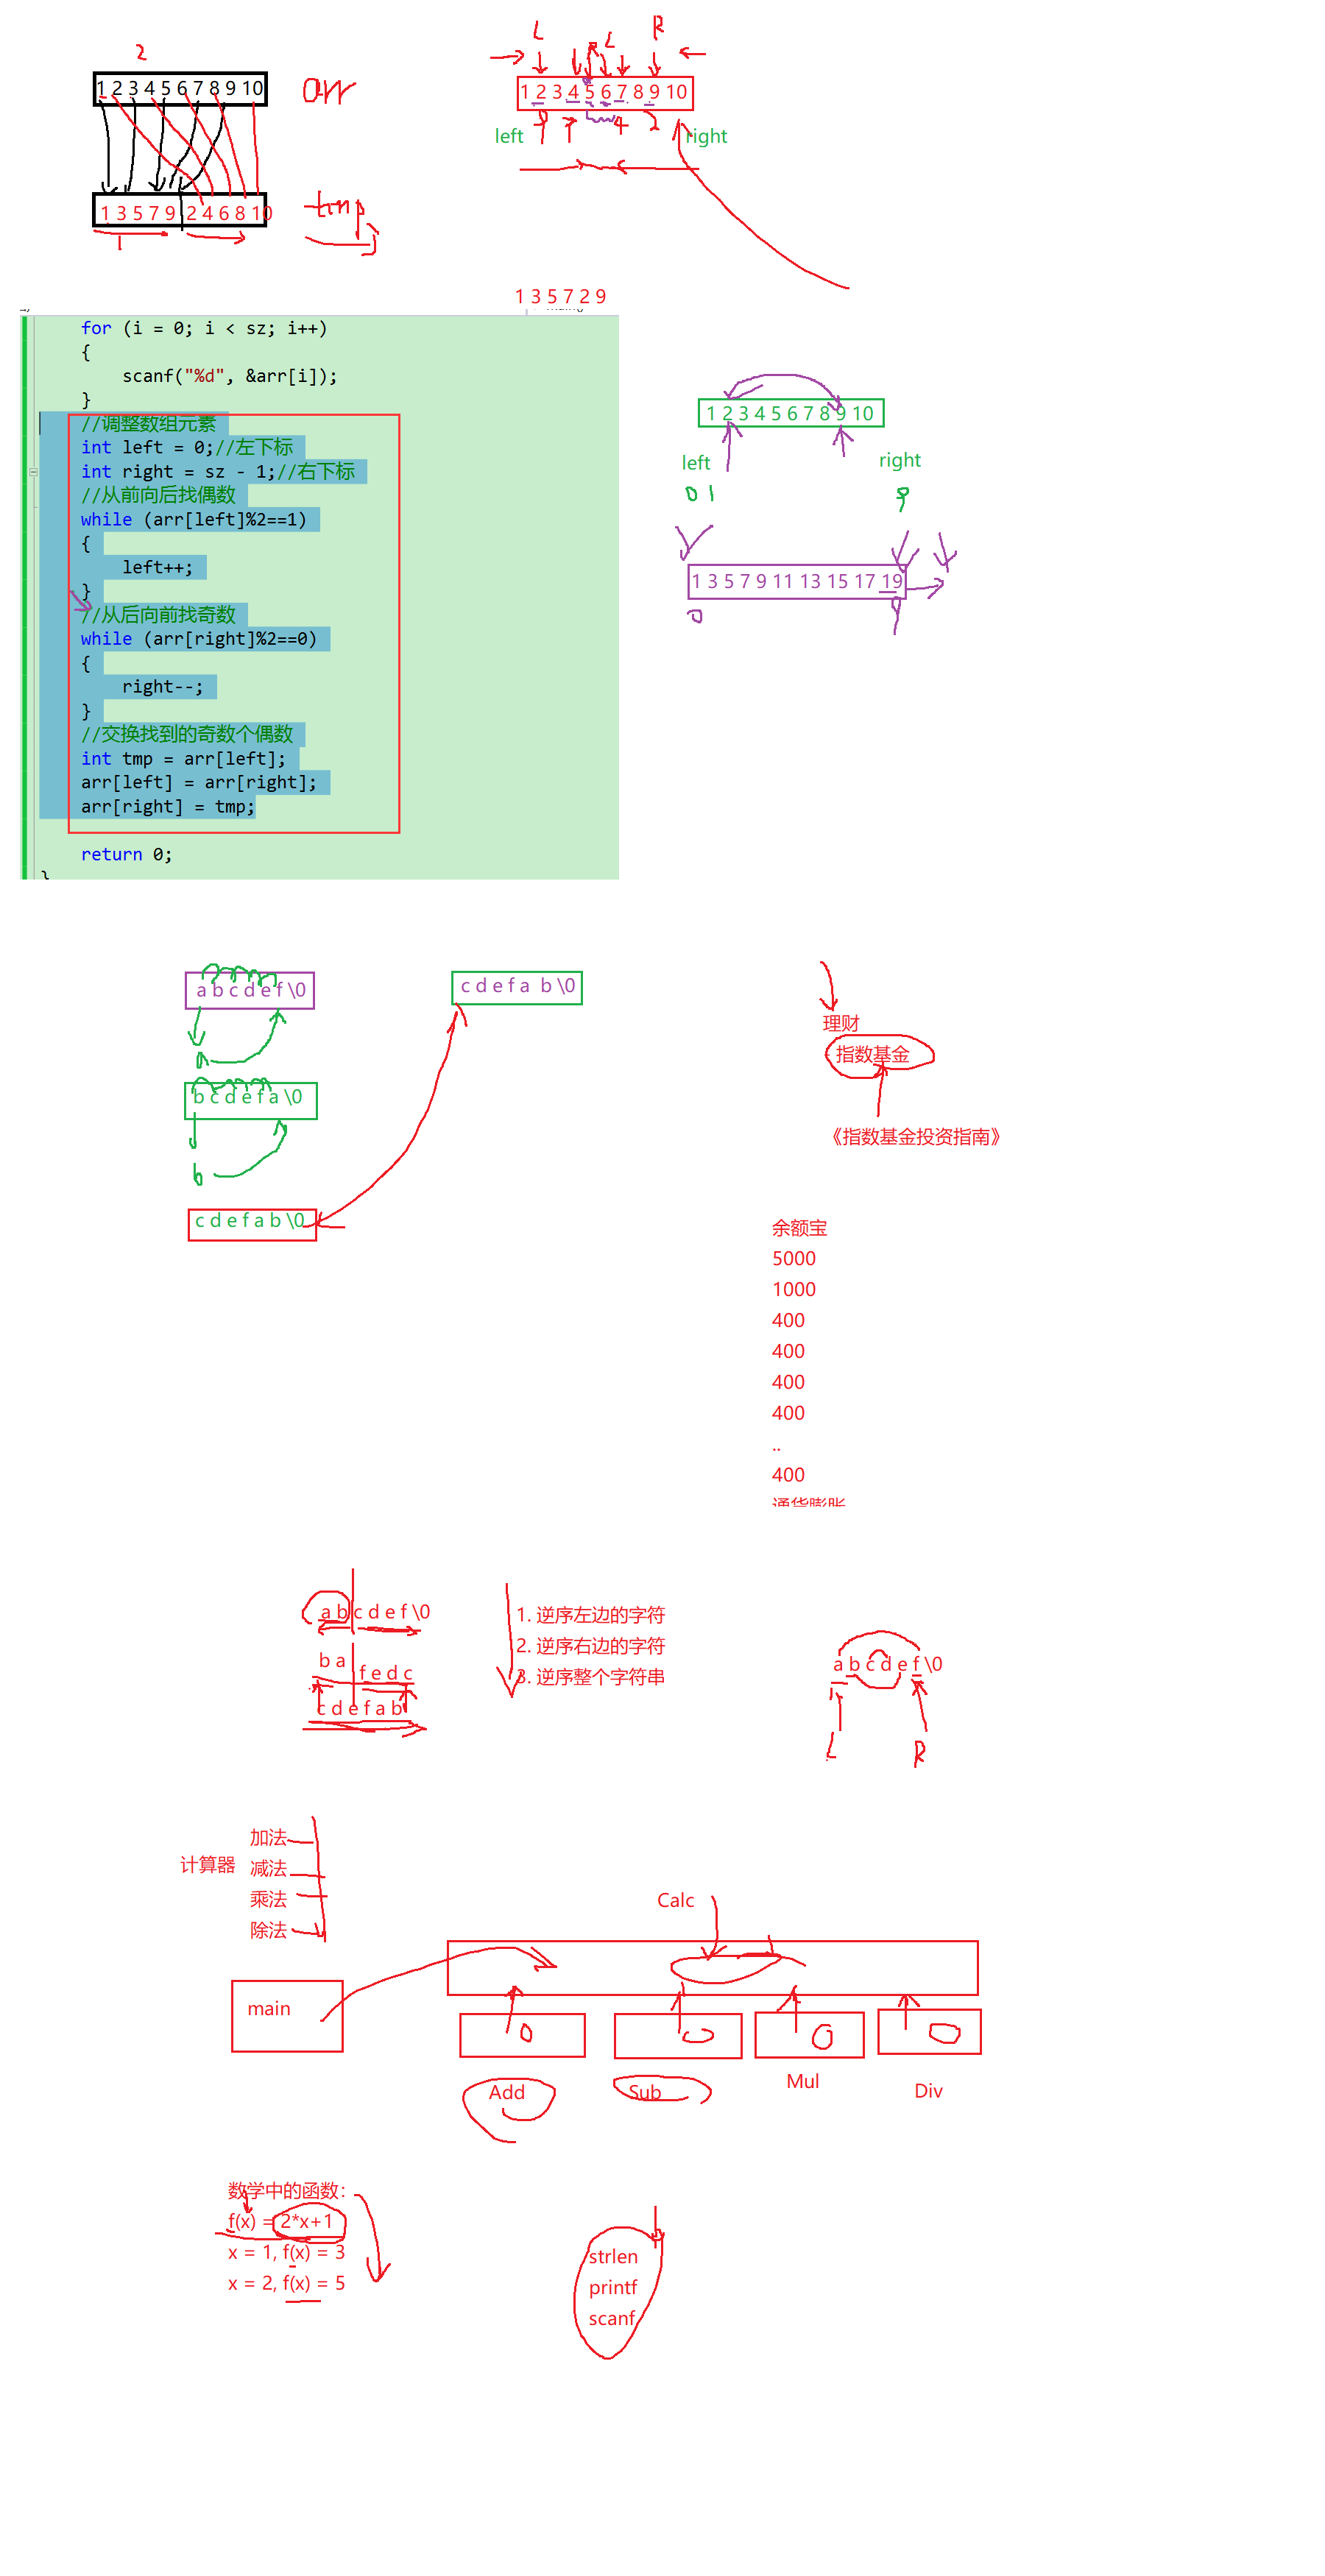 2
1 2 3 4 5 6 7 8 9 10
arr
1 3 5 7 9 2 4 6 8 10
tmp
1
L
L
R
1 2 3 4 5 6 7 8 9 10
left
9
7
4
2
right
1 3 5 7 2 9
for (i = 0; i < sz; i++)
{
scanf("%d", &arr[i]);
}
//调整数组元素
int left = 0;//左下标
int right = sz - 1;//右下标
//从前向后找偶数
while (arr[left]%2==1)
{
left++;
}
//从后向前找奇数
while (arr[right]%2==0)
{
right--;
}
//交换找到的奇数个偶数
int tmp = arr[left];
arr[left] = arr[right];
arr[right] = tmp;
return 0;
}
1 2 3 4 5 6 7 8 9 10
left
right
0 1
9
1 3 5 7 9 11 13 15 17 19
0
9
a b c d e f \0
a
b c d e f a \0
b
c d e f a b \0
c d e f a b \0
理财
指数基金
《指数基金投资指南》
余额宝
5000
1000
400
400
400
400
..
400
通货膨胀
a b c d e f \0
b a f e d c
c d e f a b
1. 逆序左边的字符
2. 逆序右边的字符
3. 逆序整个字符串
a b c d e f \0
L
R
计算器
加法
减法
乘法
除法
Calc
main
Add
Sub
Mul
Div
数学中的函数：
f(x) = 2*x+1
x = 1, f(x) = 3
x = 2, f(x) = 5
strlen
printf
scanf